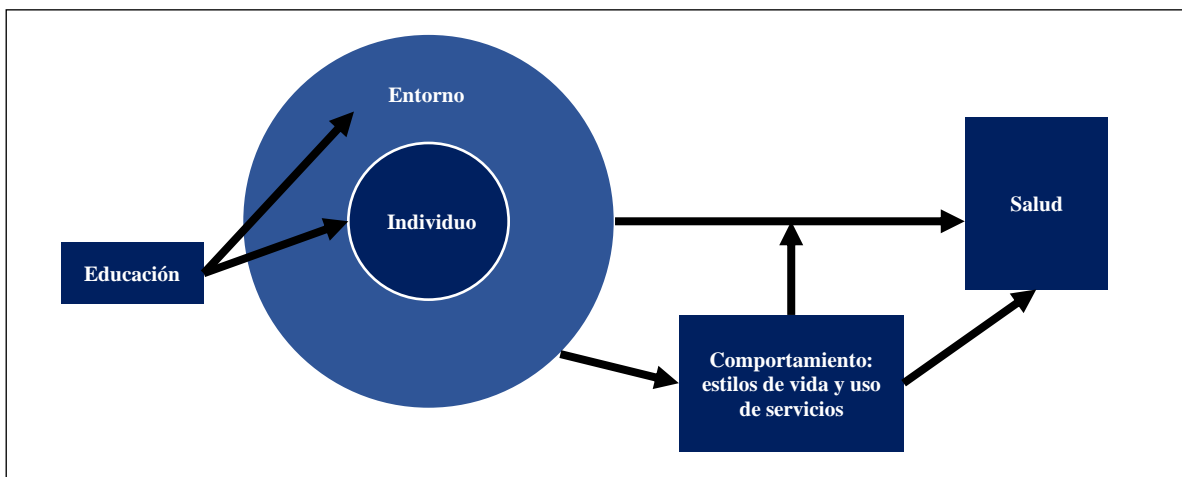 Entorno
Individuo
Salud
Educación
Comportamiento:
estilos de vida y uso
de servicios